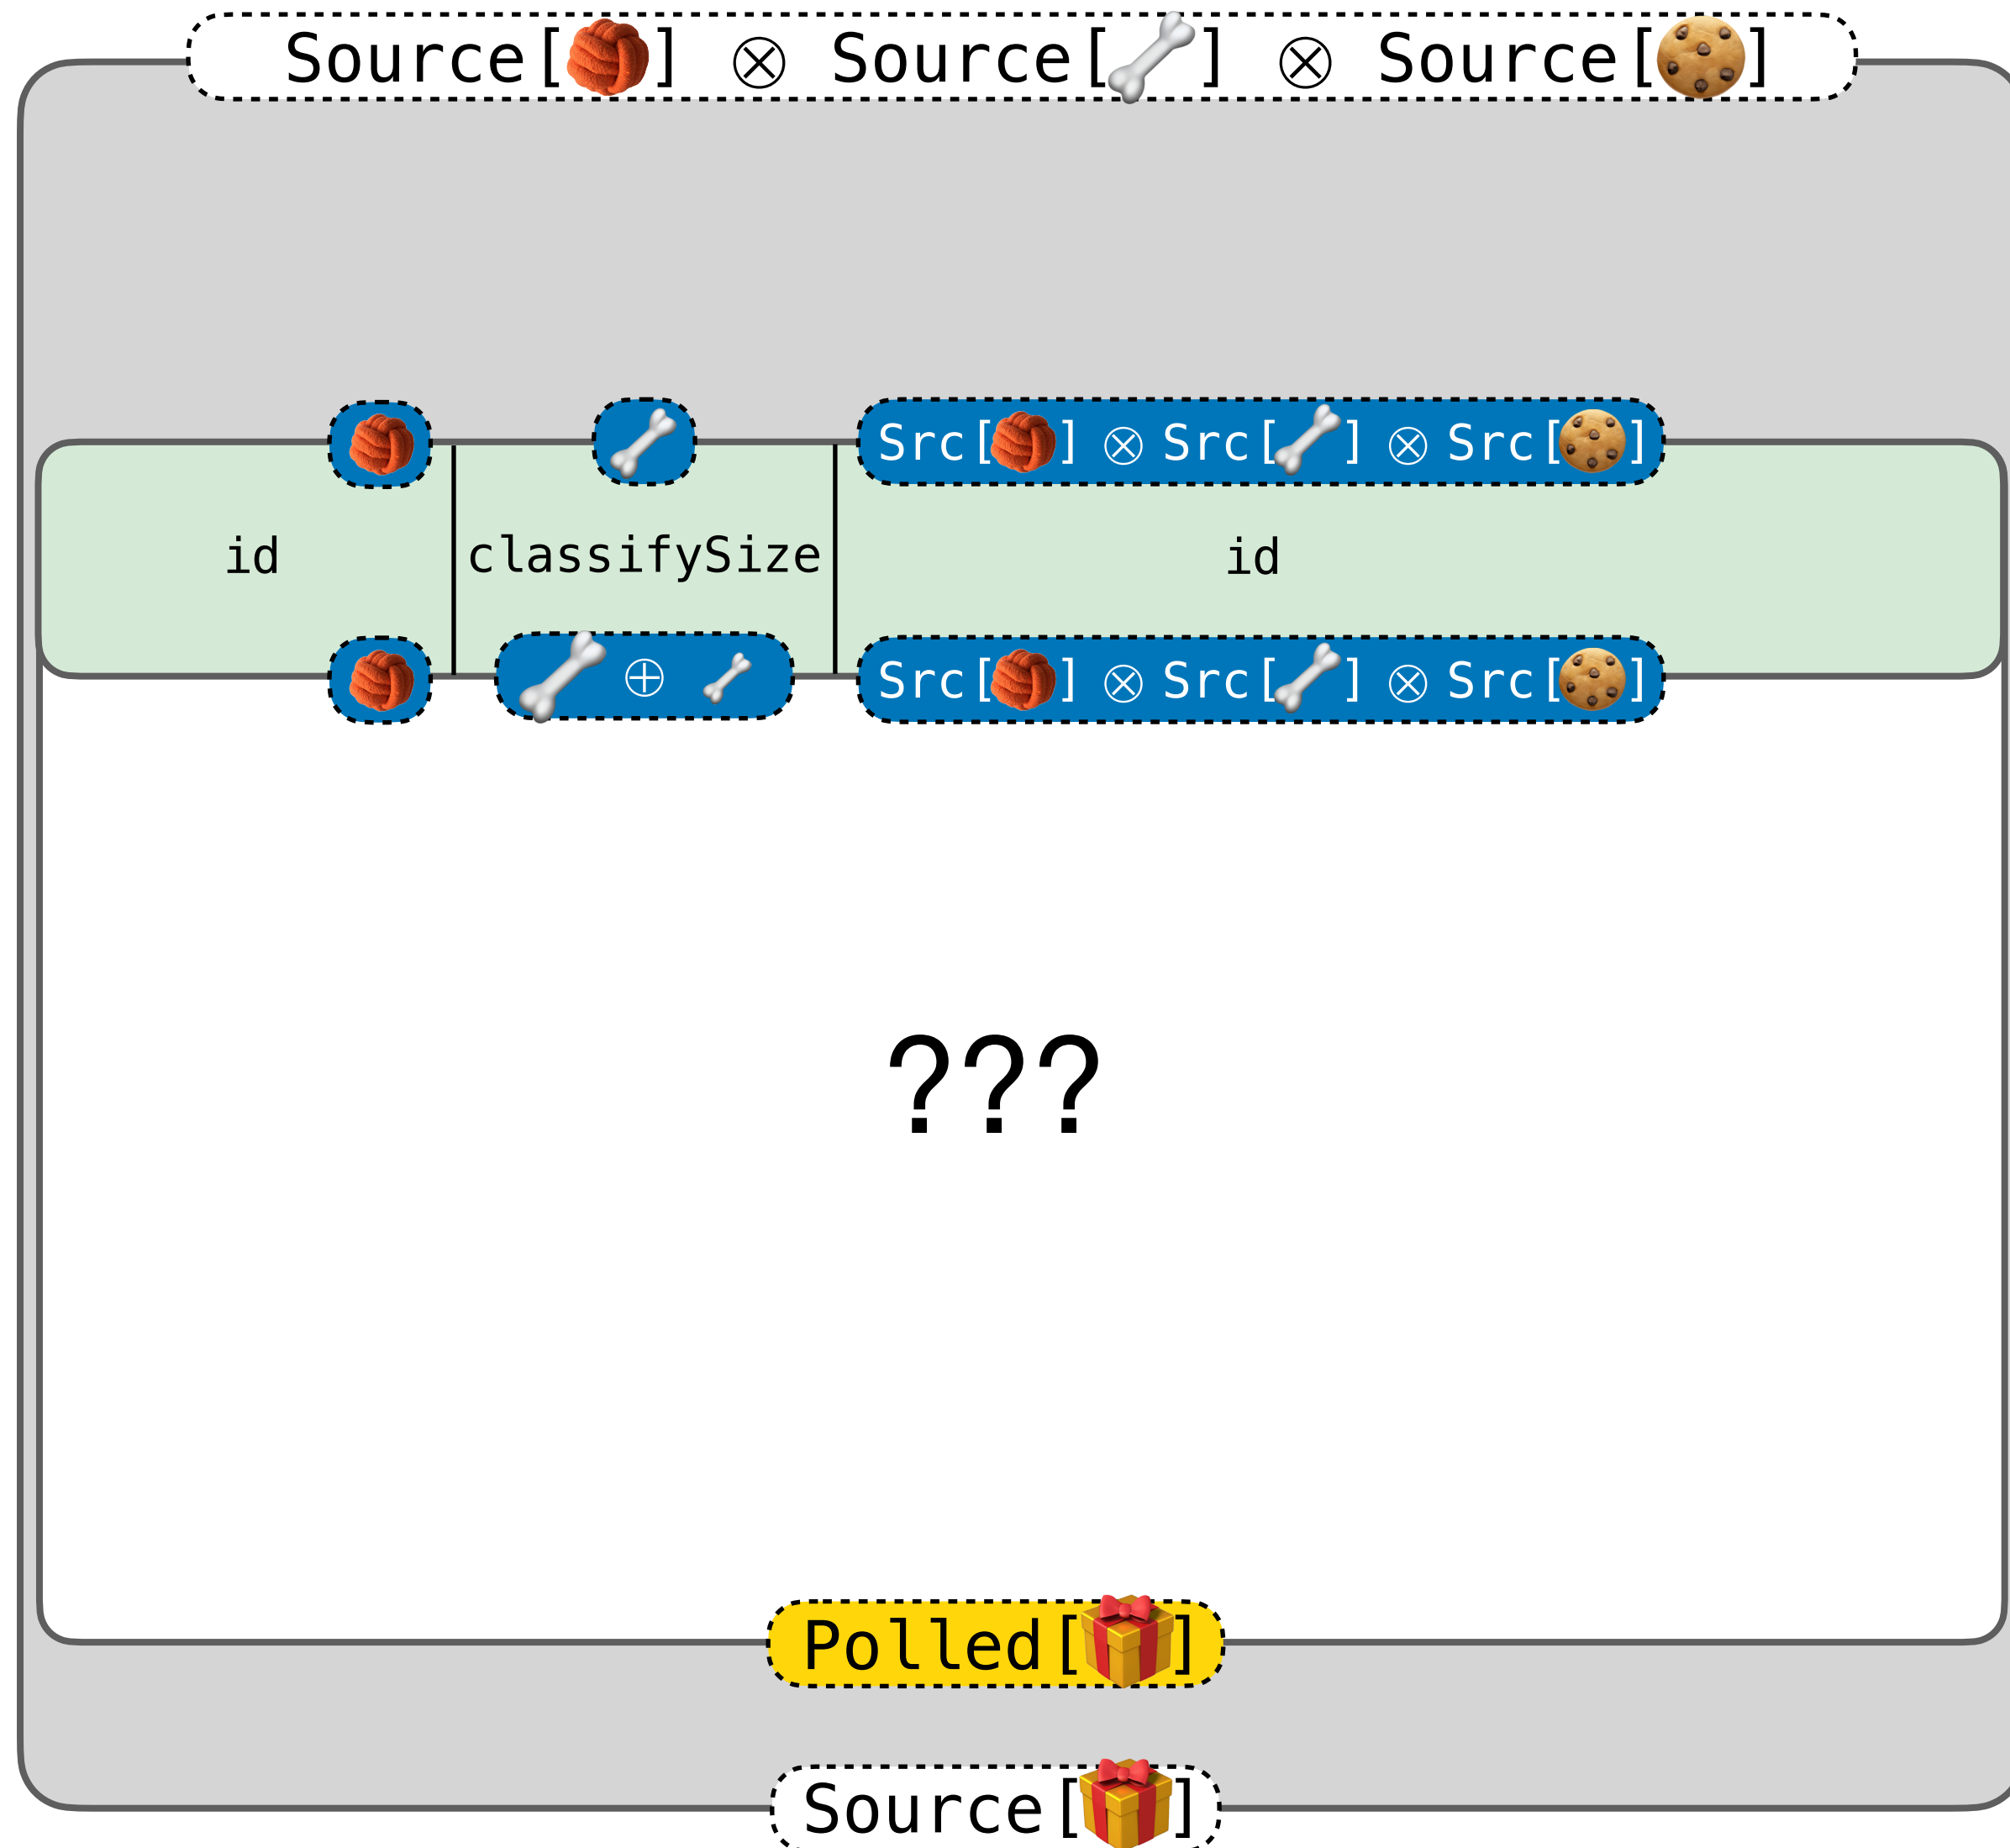 Source[🧶] ⊗ Source[🦴] ⊗ Source[🍪]
Src[🧶] ⊗ Src[🦴] ⊗ Src[🍪]
id classifySize id
⊕ Src[🧶] ⊗ Src[🦴] ⊗ Src[🍪]
???
Polled[🎁]
Source[🎁]